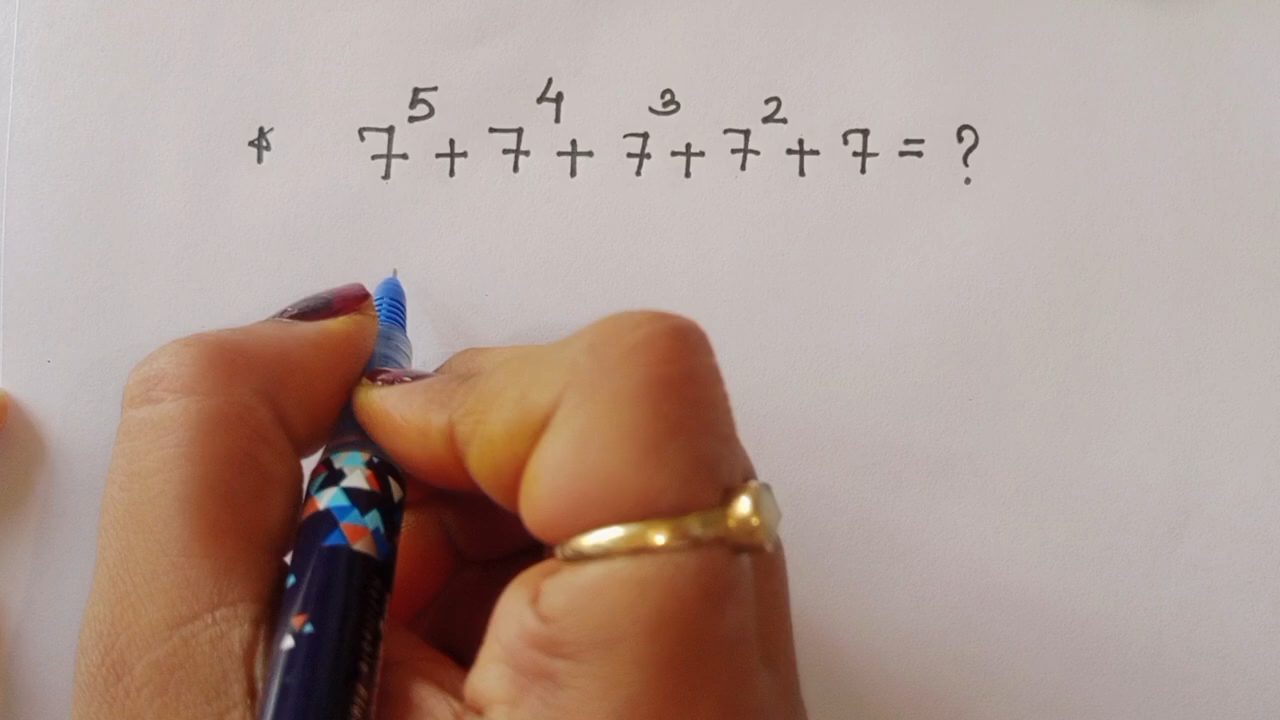 * 7⁵ + 7⁴ + 7³ + 7² + 7 = ?